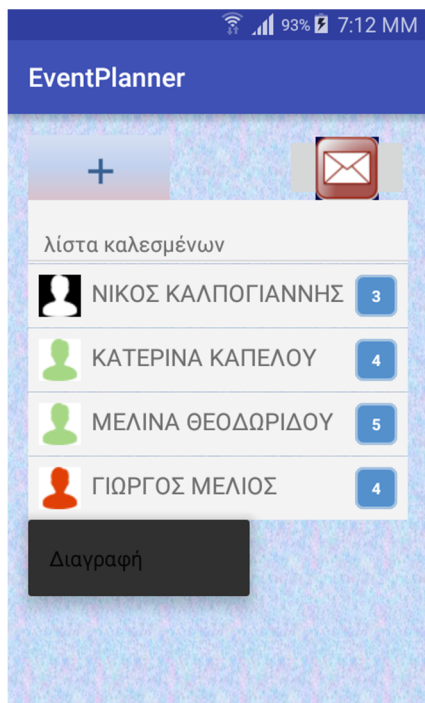 93% 7:12 ΜΜ
EventPlanner
+
λίστα καλεσμένων
ΝΙΚΟΣ ΚΑΛΠΟΓΙΑΝΝΗΣ 3
ΚΑΤΕΡΙΝΑ ΚΑΠΕΛΟΥ 4
ΜΕΛΙΝΑ ΘΕΟΔΩΡΙΔΟΥ 5
ΓΙΩΡΓΟΣ ΜΕΛΙΟΣ 4
Διαγραφή